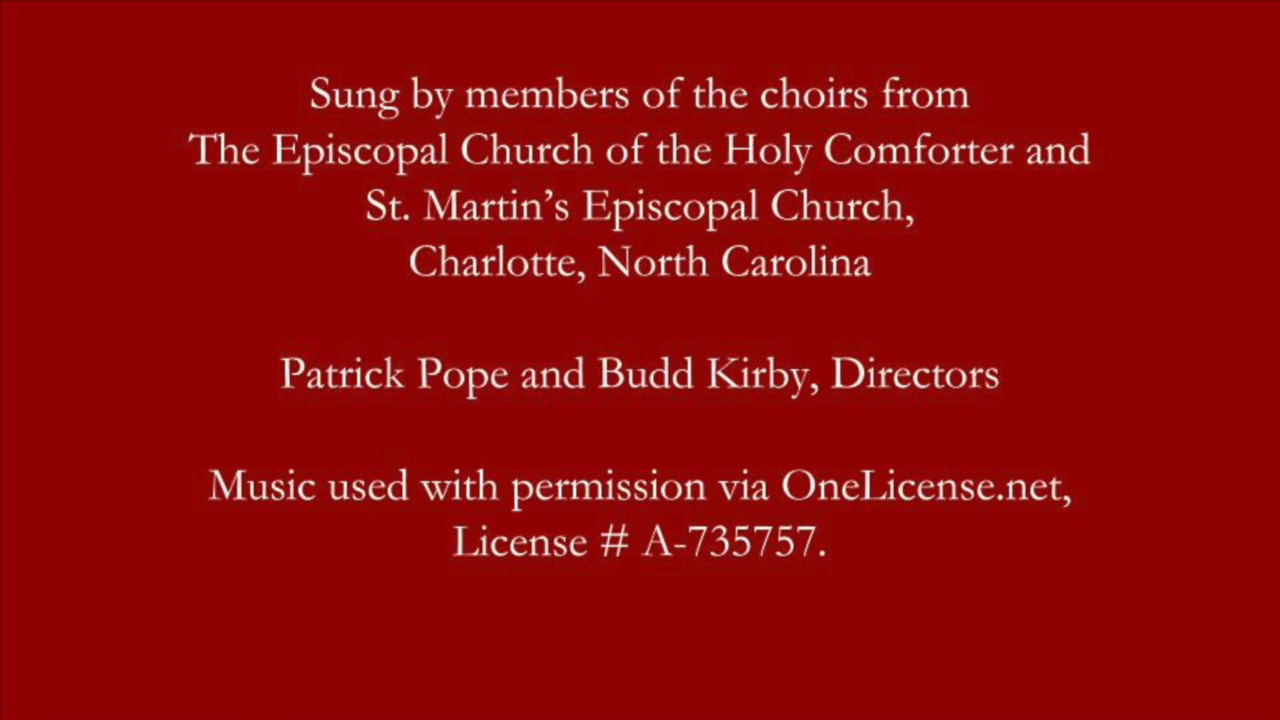 Sung by members of the choirs from
The Episcopal Church of the Holy Comforter and
St. Martin’s Episcopal Church,
Charlotte, North Carolina
Patrick Pope and Budd Kirby, Directors
Music used with permission via OneLicense.net,
License # A-735757.